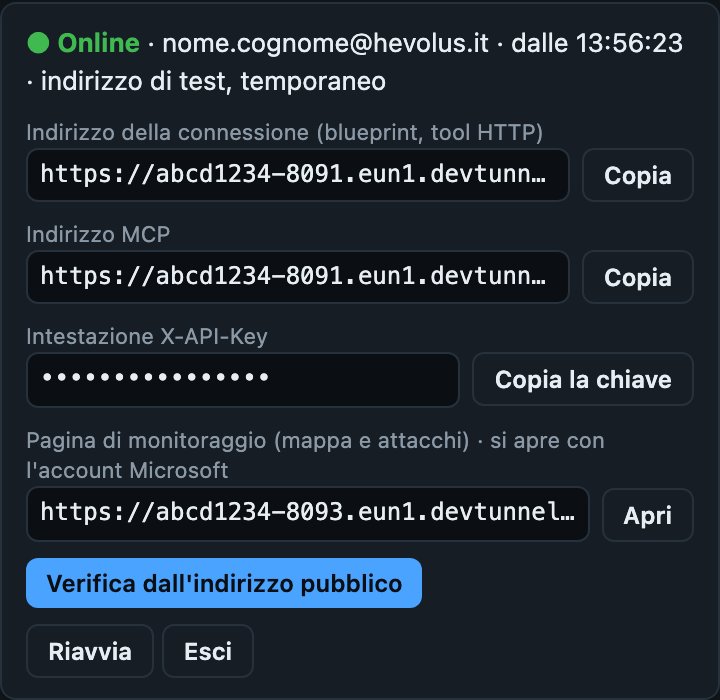 Online · nome.cognome@hevolus.it · dalle 13:56:23
· indirizzo di test, temporaneo
Indirizzo della connessione (blueprint, tool HTTP)
https://abcd1234-8091.eun1.devtunn… Copia
Indirizzo MCP
https://abcd1234-8091.eun1.devtunn… Copia
Intestazione X-API-Key
•••••••••••••••• Copia la chiave
Pagina di monitoraggio (mappa e attacchi) · si apre con
l'account Microsoft
https://abcd1234-8093.eun1.devtunnel… Apri
Verifica dall'indirizzo pubblico
Riavvia Esci